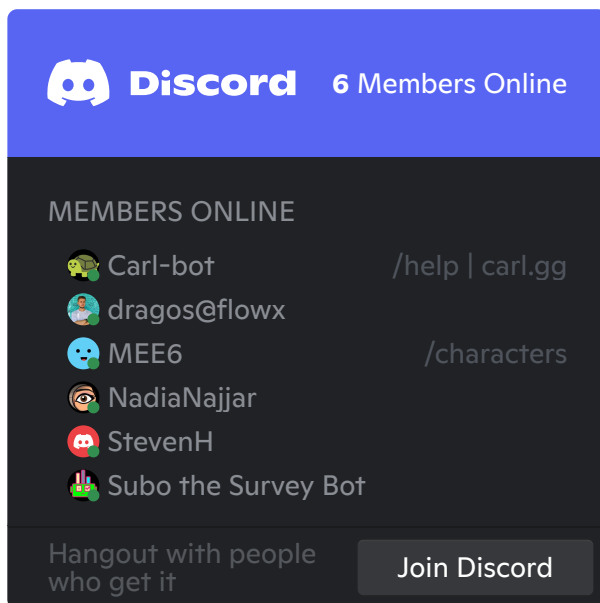 Discord 6 Members Online
MEMBERS ONLINE
Carl-bot /help | carl.gg
dragos@flowx
MEE6 /characters
NadiaNajjar
StevenH
Subo the Survey Bot
Hangout with people
who get it
Join Discord